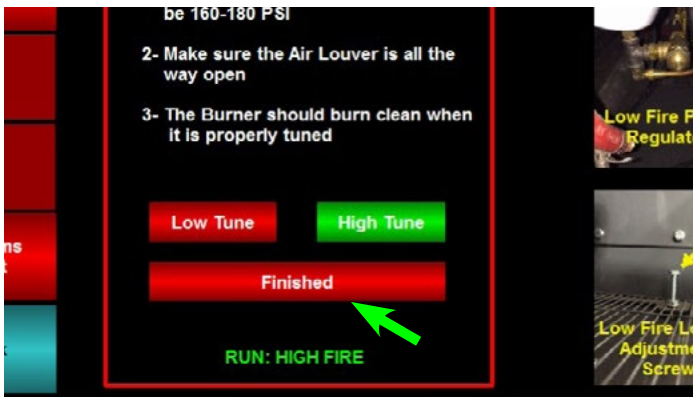 be 160-180 PSI
2- Make sure the Air Louver is all the
way open
3- The Burner should burn clean when
it is properly tuned
Low Tune
High Tune
Finished
RUN: HIGH FIRE
Low Fire
Low Fire
Screw